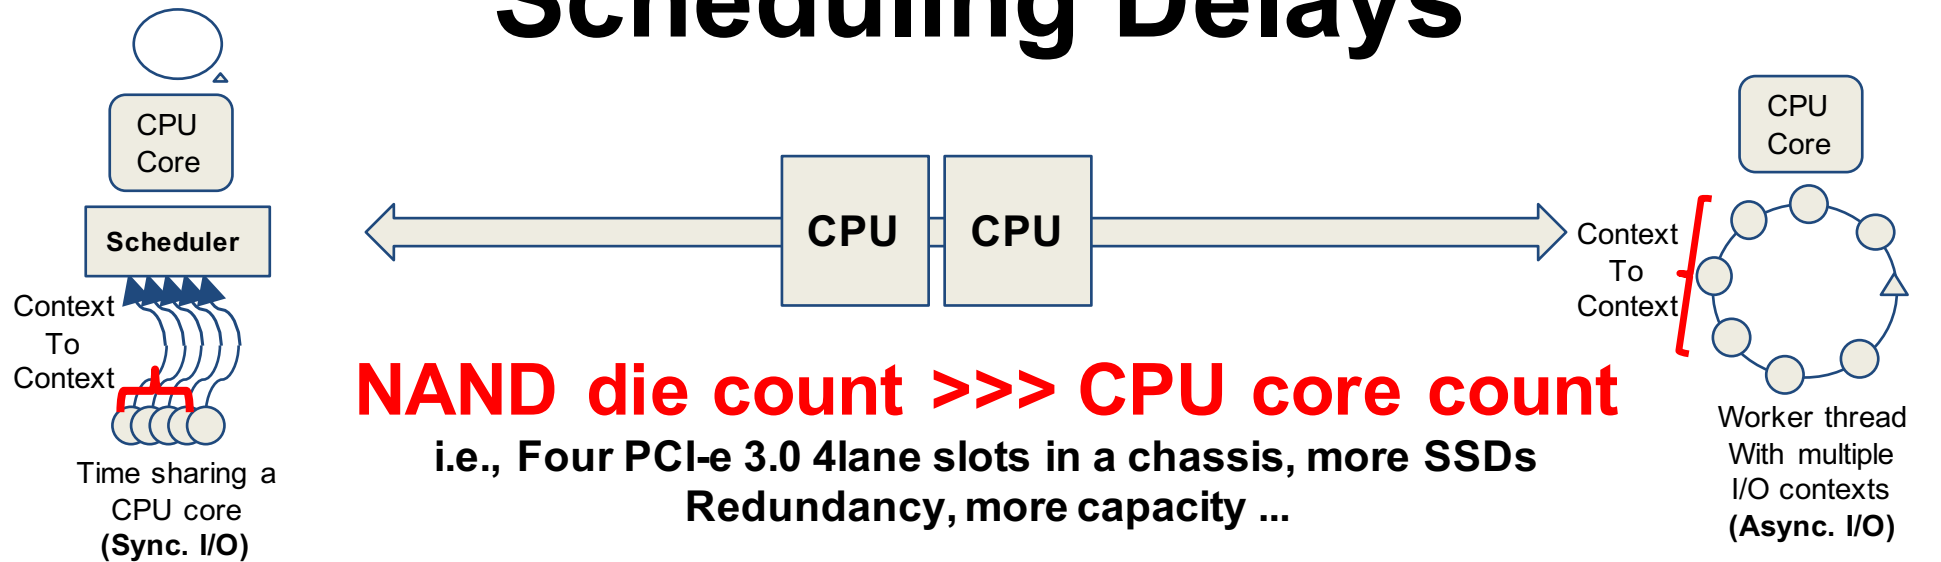 Scheduling Delays
CPU
Core
Scheduler
Context
To
Context
Time sharing a
CPU core
(Sync. I/O)
CPU
CPU
NAND die count >>> CPU core count
i.e., Four PCI-e 3.0 4lane slots in a chassis, more SSDs
Redundancy, more capacity ...
CPU
Core
Context
To
Context
Worker thread
With multiple
I/O contexts
(Async. I/O)